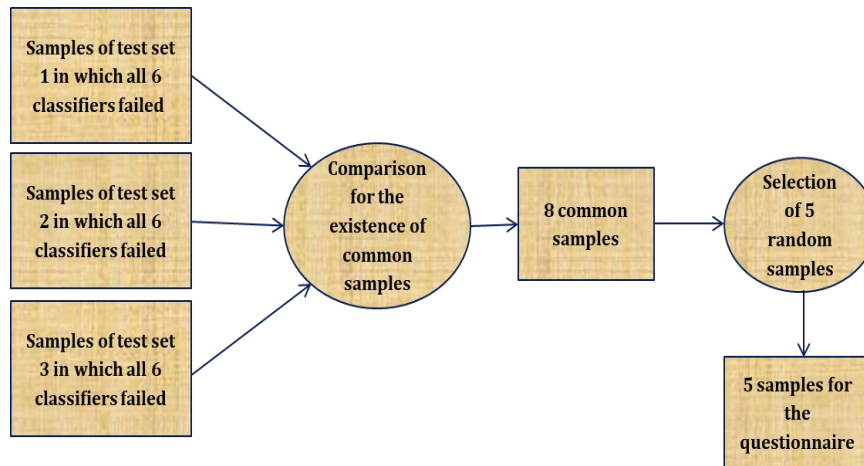 Samples of test set
1 in which all 6
classifiers failed
Samples of test set
2 in which all 6
classifiers failed
Samples of test set
3 in which all 6
classifiers failed
Comparison
for the
existence of
common
samples
8 common
samples
Selection
of 5
random
samples
5 samples for
the
questionnaire